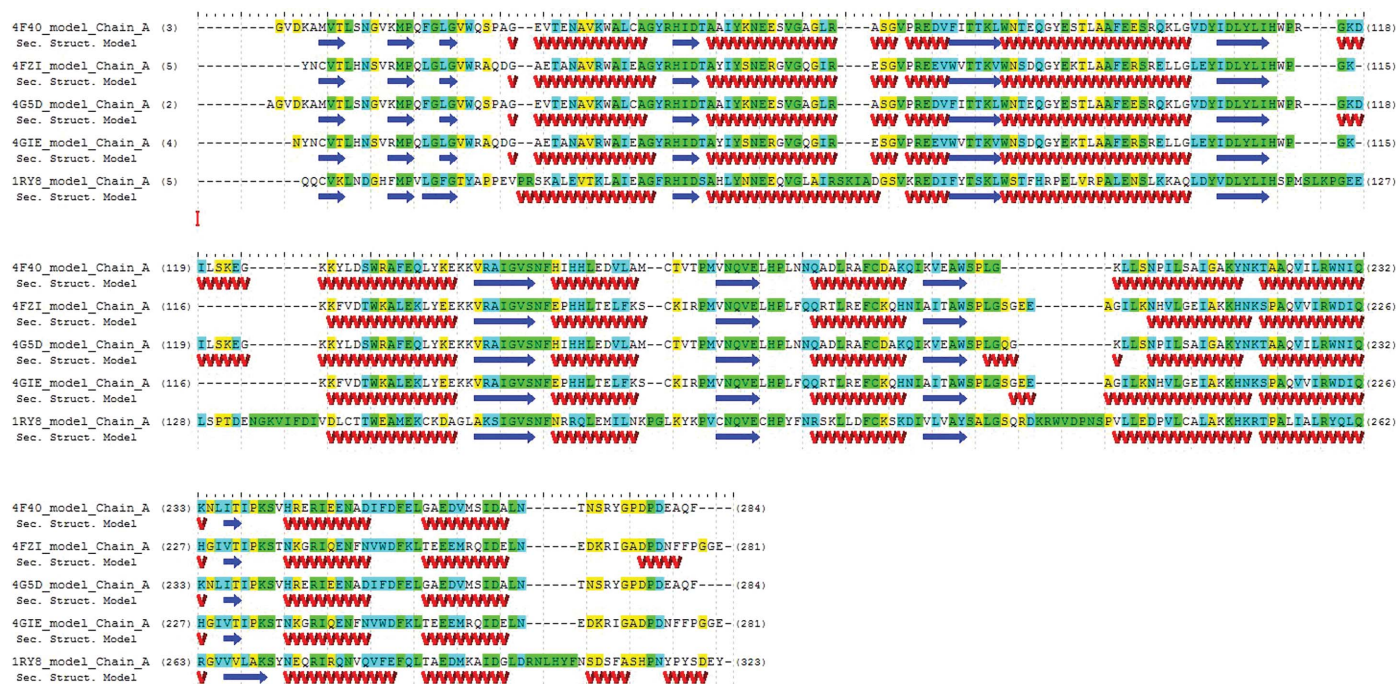 4F40_model_Chain_A (3) ---------GVDKAMVTLSNGVKMPQFGLGVWQSPAG--EVTENAVKWALCAGYRHIDTAAIYKNEESVGAGLR----ASGVPREDVFITTKLWNTEQGYESTLAAFEESRQKLGVDYIDLYLIHWPR----GKD (118)
Sec. Struct. Model
4FZI_model_Chain_A (5) ------------YNCVTLHNSVRMPQLGLGVWRAQDG--AETANAVRWAIEAGYRHIDTAYIYSNERGVGQGIR----ESGVPREEVWVTTKVWNSDQGYEKTLAAFERSRELLGLEYIDLYLIHWP-----GK- (115)
Sec. Struct. Model
4G5D_model_Chain_A (2) --------AGVDKAMVTLSNGVKMPQFGLGVWQSPAG--EVTENAVKWALCAGYRHIDTAAIYKNEESVGAGLR----ASGVPREDVFITTKLWNTEQGYESTLAAFEESRQKLGVDYIDLYLIHWPR----GKD (118)
Sec. Struct. Model
4GIE_model_Chain_A (4) -----------NYNCVTLHNSVRMPQLGLGVWRAQDG--AETANAVRWAIEAGYRHIDTAYIYSNERGVGQGIR----ESGVPREEVWVTTKVWNSDQGYEKTLAAFERSRELLGLEYIDLYLIHWP-----GK- (115)
Sec. Struct. Model
1RY8_model_Chain_A (5) ------------QQCVKLNDGHFMPVLGFGTYAPPEVPRSKALEVTKLAIEAGFRHIDSAHLYNNEEQVGLAIRSKIADGSVKREDIFYTSKLWSTFHRPELVRPALENSLKKAQLDYVDLYLIHSPMSLKPGEE (127)
Sec. Struct. Model
4F40_model_Chain_A (119) ILSKEG--------KKYLDSWRAFEQLYKEKKVRAIGVSNFHIHHLEDVLAM--CTVTPMVNQVELHPLNNQADLRAFCDAKQIKVEAWSPLG-------------KLLSNPILSAIGAKYNKTAAQVILRWNIQ (232)
Sec. Struct. Model
4FZI_model_Chain_A (116) --------------KKFVDTWKALEKLYEEKKVRAIGVSNFEPHHLTELFKS--CKIRPMVNQVELHPLFQQRTLREFCKQHNIAITAWSPLGSGEE--------AGILKNHVLGEIAKKHNKSPAQVVIRWDIQ (226)
Sec. Struct. Model
4G5D_model_Chain_A (119) ILSKEG--------KKYLDSWRAFEQLYKEKKVRAIGVSNFHIHHLEDVLAM--CTVTPMVNQVELHPLNNQADLRAFCDAKQIKVEAWSPLGQG-----------KLLSNPILSAIGAKYNKTAAQVILRWNIQ (232)
Sec. Struct. Model
4GIE_model_Chain_A (116) --------------KKFVDTWKALEKLYEEKKVRAIGVSNFEPHHLTELFKS--CKIRPMVNQVELHPLFQQRTLREFCKQHNIAITAWSPLGSGEE--------AGILKNHVLGEIAKKHNKSPAQVVIRWDIQ (226)
Sec. Struct. Model
1RY8_model_Chain_A (128) LSPTDENGKVIFDIVDLCTTWEAMEKCKDAGLAKSIGVSNFNRRQLEMILNKPGLKYKPVCNQVECHPYFNRSKLLDFCKSKDIVLVAYSALGSQRDKRWVDPNSPVLLEDPVLCALAKKHKRTPALIALRYQLQ (262)
Sec. Struct. Model
4F40_model_Chain_A (233) KNLITIPKSVHRERIEENADIFDFELGAEDVMSIDALN------TNSRYGPDPDEAQF---- (284)
Sec. Struct. Model
4FZI_model_Chain_A (227) HGIVTIPKSTNKGRIQENFNVWDFKLTEEEMRQIDELN------EDKRIGADPDNFFPGGE- (281)
Sec. Struct. Model
4G5D_model_Chain_A (233) KNLITIPKSVHRERIEENADIFDFELGAEDVMSIDALN------TNSRYGPDPDEAQF---- (284)
Sec. Struct. Model
4GIE_model_Chain_A (227) HGIVTIPKSTNKGRIQENFNVWDFKLTEEEMRQIDELN------EDKRIGADPDNFFPGGE- (281)
Sec. Struct. Model
1RY8_model_Chain_A (263) RGVVVLAKSYNEQRIRQNVQVFEFQLTAEDMKAIDGLDRNLHYFNSDSFASHPNYPYSDEY- (323)
Sec. Struct. Model